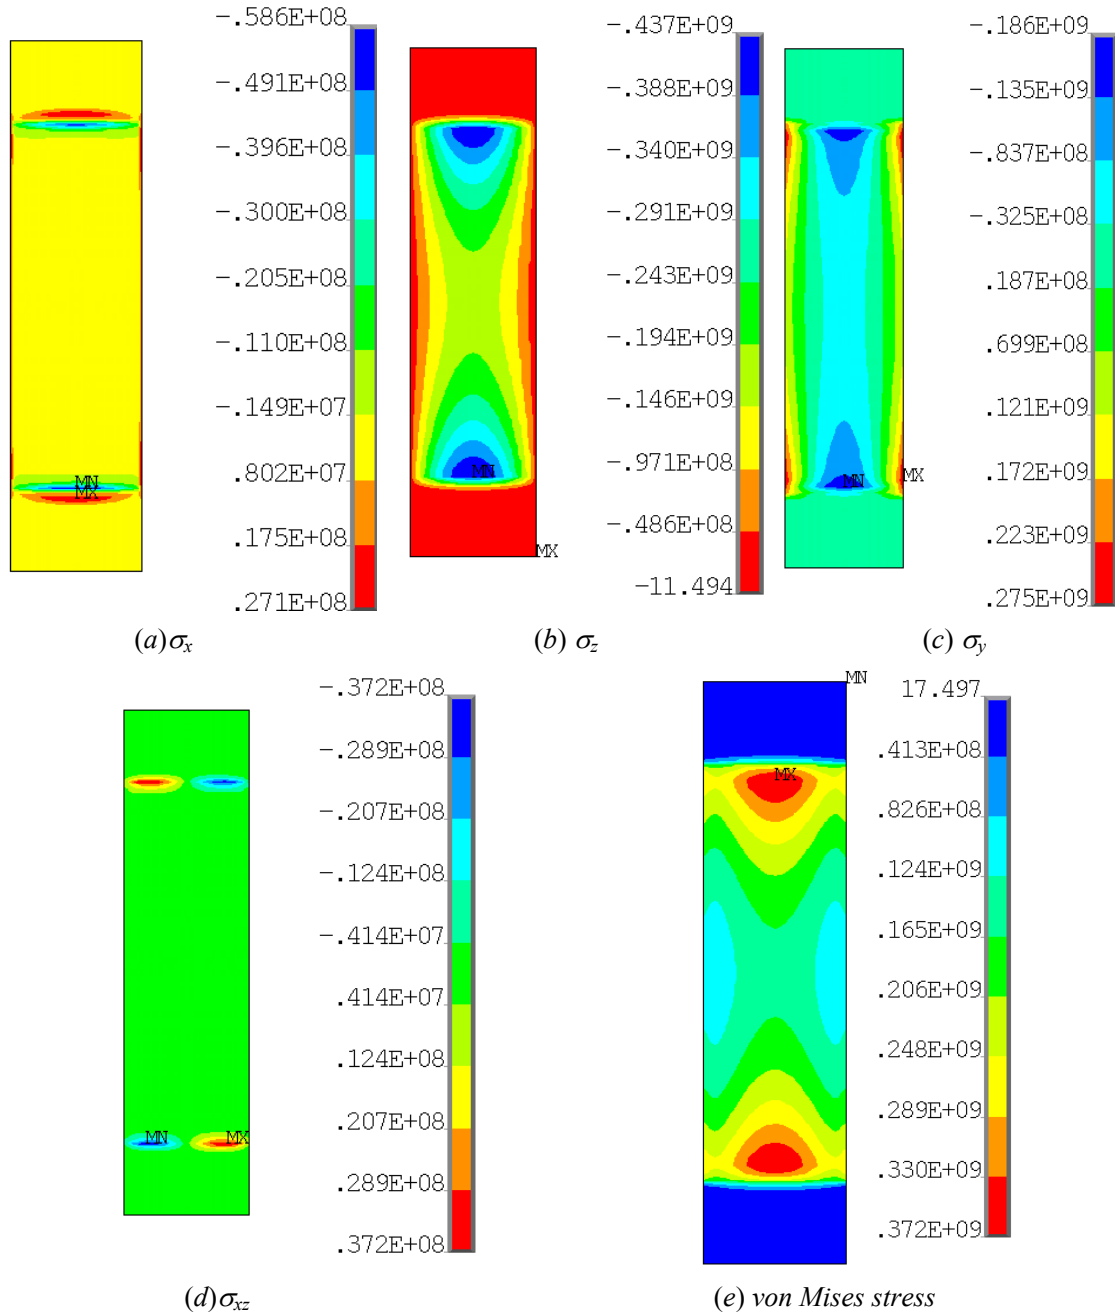 -.586E+08
-.491E+08
-.396E+08
-.300E+08
-.205E+08
-.110E+08
-.149E+07
.802E+07
.175E+08
.271E+08
MN
MX
(a)σx
-.437E+09
-.388E+09
-.340E+09
-.291E+09
-.243E+09
-.194E+09
-.146E+09
-.971E+08
-.486E+08
-11.494
MN
MX
(b) σz
-.186E+09
-.135E+09
-.837E+08
-.325E+08
.187E+08
.699E+08
.121E+09
.172E+09
.223E+09
.275E+09
MN
MX
(c) σy
-.372E+08
-.289E+08
-.207E+08
-.124E+08
-.414E+07
.414E+07
.124E+08
.207E+08
.289E+08
.372E+08
MN
MX
(d)σxz
MN
17.497
.413E+08
.826E+08
.124E+09
.165E+09
.206E+09
.248E+09
.289E+09
.330E+09
.372E+09
MX
(e) von Mises stress